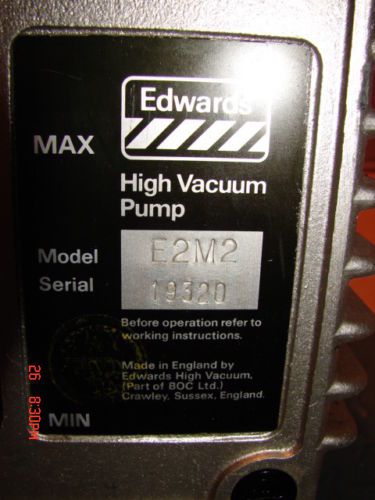 Edwards
MAX
High Vacuum
Pump
Model E2M2
Serial 19320
Before operation refer to
working instructions.
Made in England by
Edwards High Vacuum,
(Part of BOC Ltd.)
Crawley, Sussex, England.
MIN
26 8:30PM